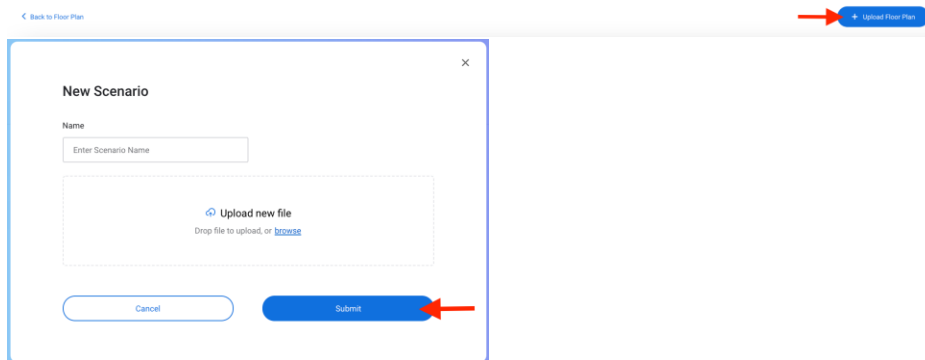 Back to Floor Plan
+ Upload Floor Plan
New Scenario
Name
Enter Scenario Name
Upload new file
Drop file to upload, or browse
Cancel
Submit